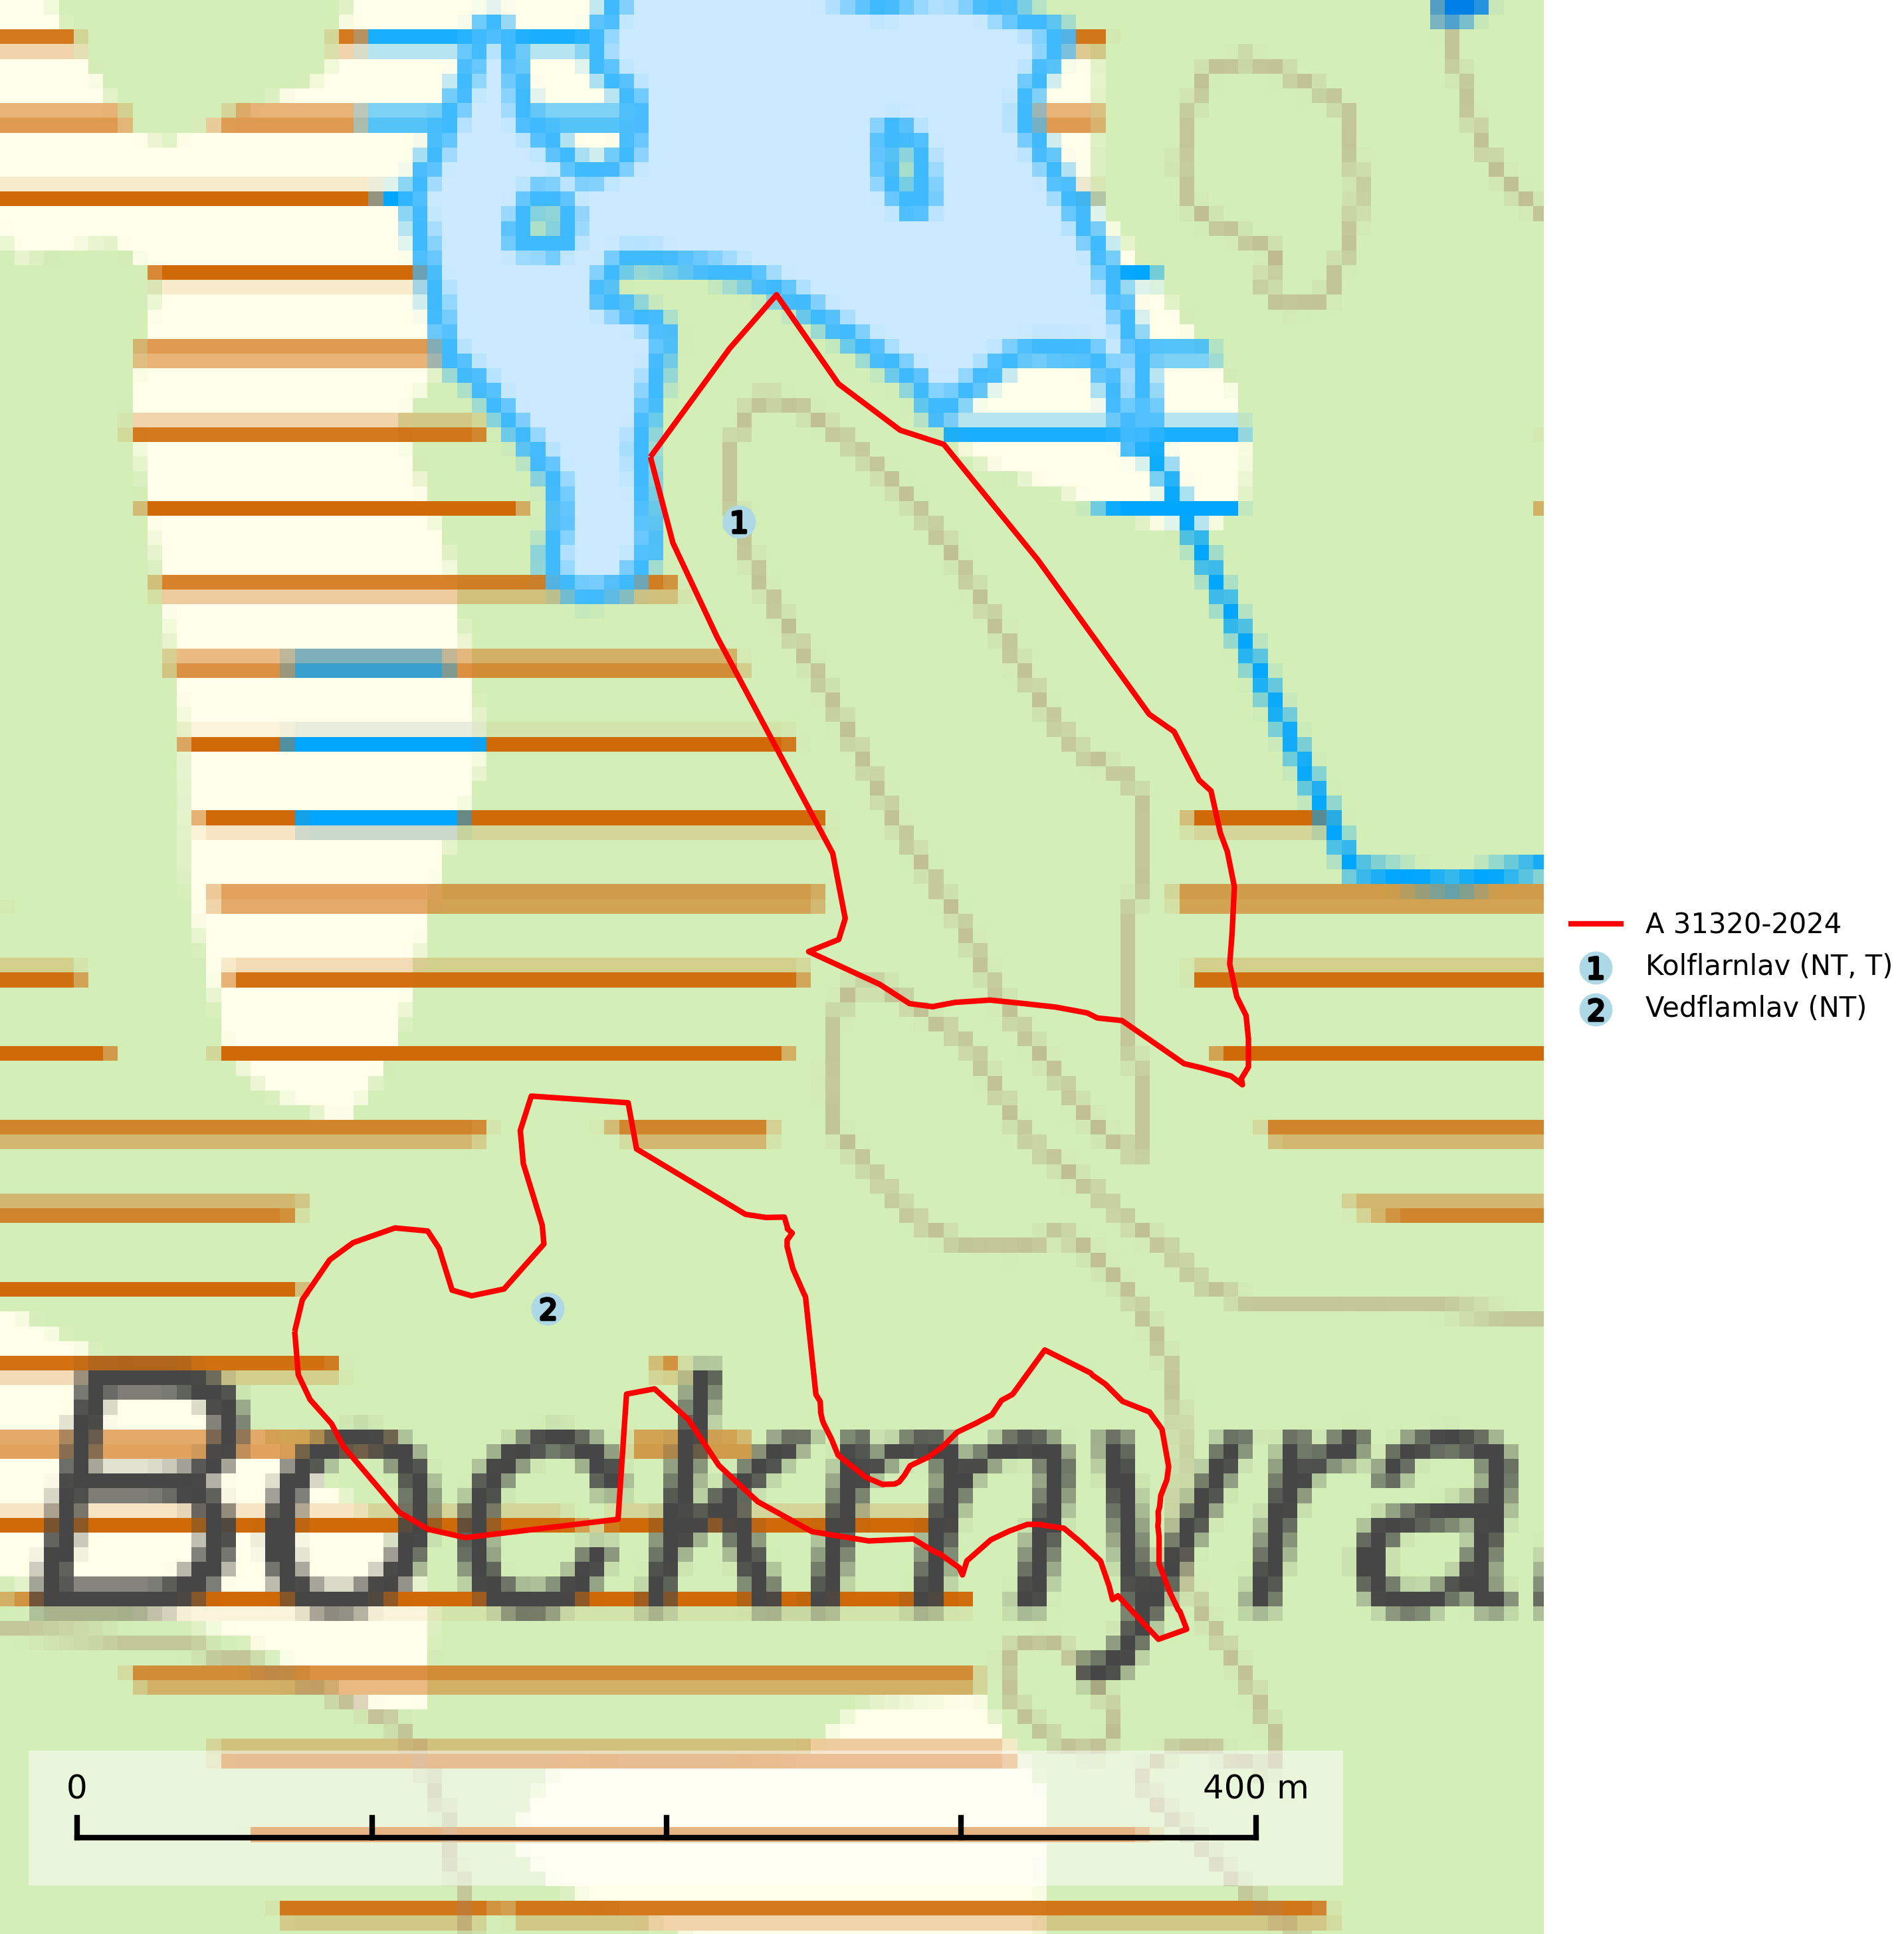 1
A 31320-2024
1 Kolflarnlav (NT, T)
2 Vedflamlav (NT)
2
Bockmyra
0 400 m